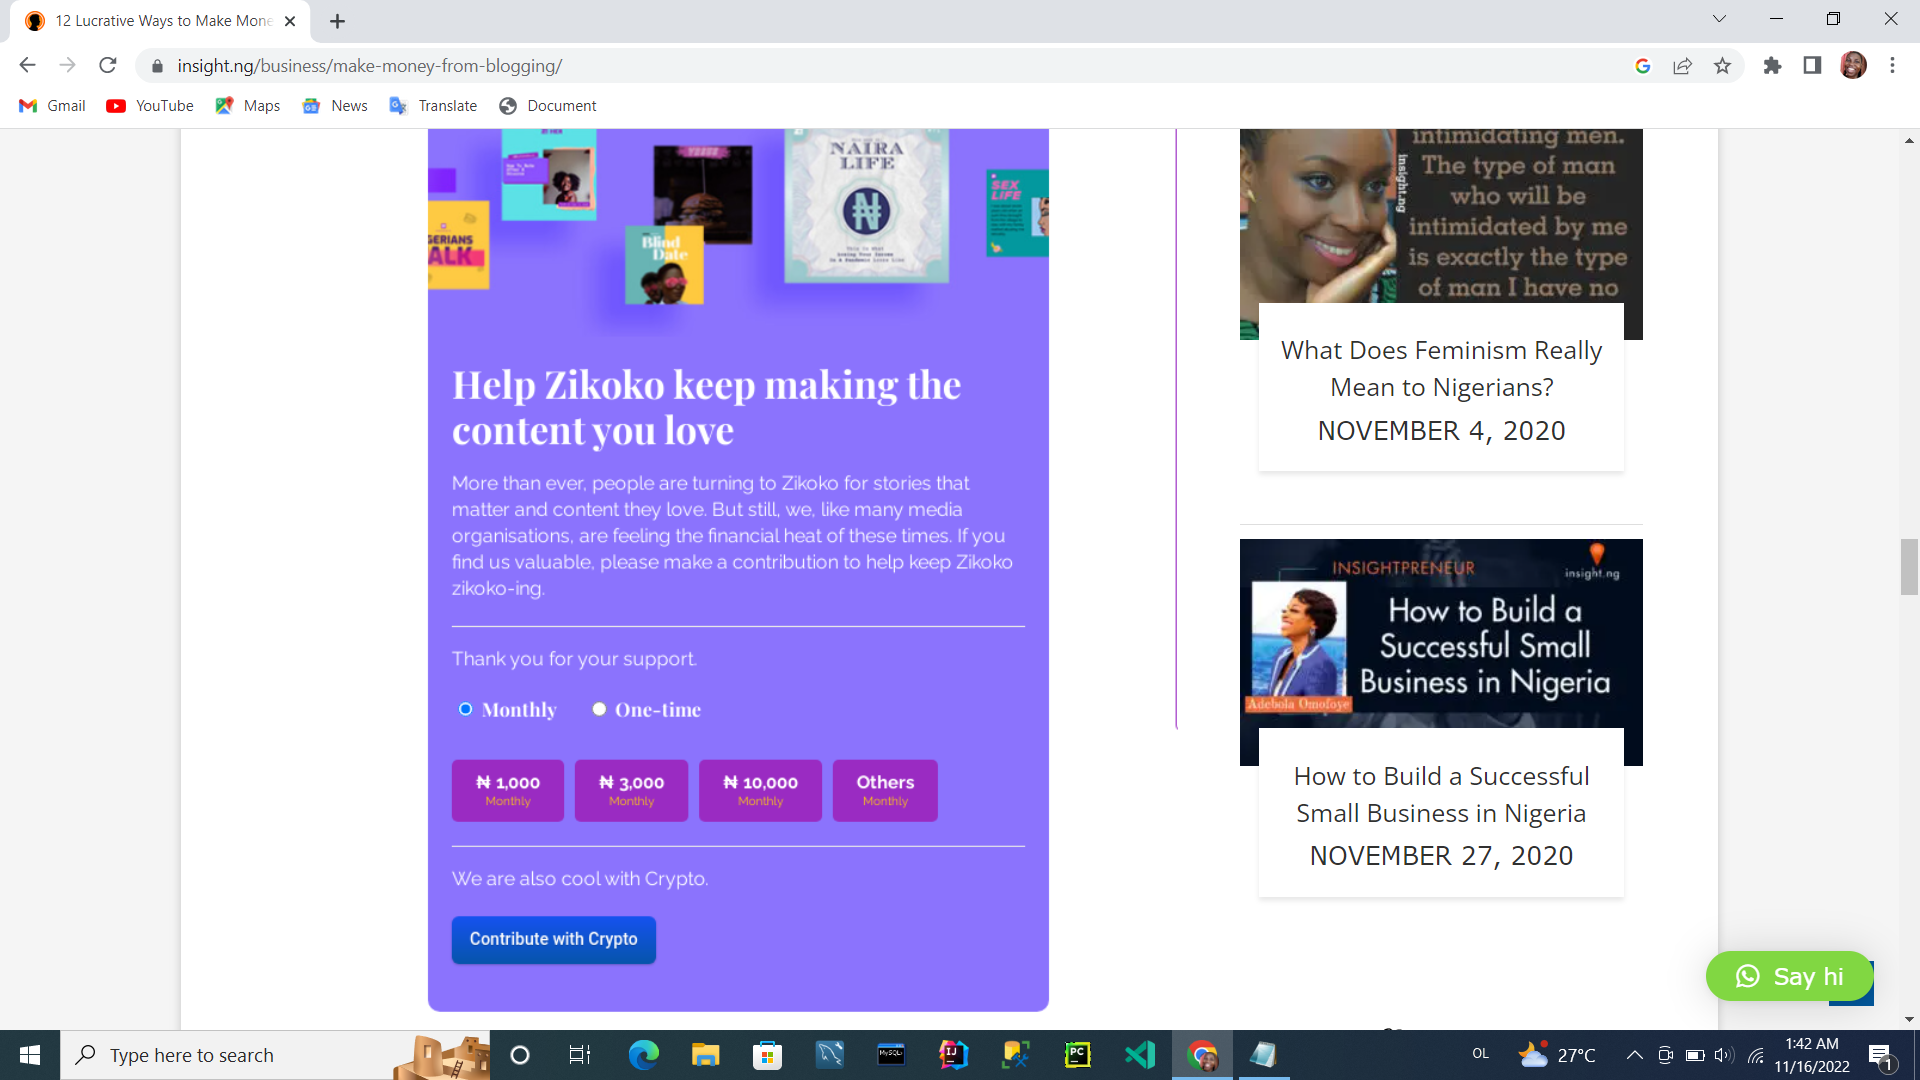 12 Lucrative Ways to Make Mone
insight.ng/business/make-money-from-blogging/
Gmail
YouTube
Maps
News
Translate
Document
NAIRA
LIFE
SEX
LIFE
GERIANS
ALK
Blind
Date
Help Zikoko keep making the
content you love
More than ever, people are turning to Zikoko for stories that
matter and content they love. But still, we, like many media
organisations, are feeling the financial heat of these times. If you
find us valuable, please make a contribution to help keep Zikoko
zikoko-ing.
Thank you for your support.
Monthly
One-time
₦ 1,000
Monthly
₦ 3,000
Monthly
₦ 10,000
Monthly
Others
Monthly
We are also cool with Crypto.
Contribute with Crypto
intimidating men.
The type of man
who will be
intimidated by me
is exactly the type
of man I have no
insight.ng
What Does Feminism Really
Mean to Nigerians?
NOVEMBER 4, 2020
INSIGHTPRENEUR
insight.ng
How to Build a
Successful Small
Business in Nigeria
Adebola Omofoye
How to Build a Successful
Small Business in Nigeria
NOVEMBER 27, 2020
Say hi
Type here to search
MySQL
IJ
PC
OL
27°C
1:42 AM
11/16/2022
1